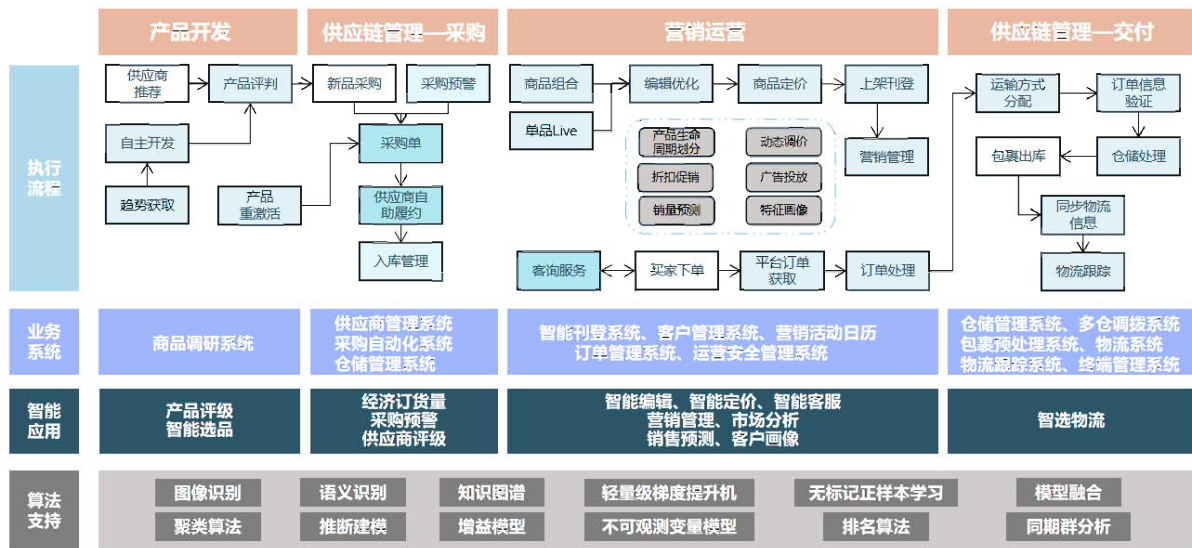 产品开发
供应链管理—采购
营销运营
供应链管理—交付
执行
流程
供应商
推荐
产品评判
新品采购
采购预警
自主开发
采购单
趋势获取
产品
重激活
供应商自
助履约
入库管理
商品组合
编辑优化
商品定价
上架刊登
单品Live
产品生命
周期划分
动态调价
折扣促销
广告投放
销量预测
特征画像
营销管理
客询服务
买家下单
平台订单
获取
订单处理
运输方式
分配
订单信息
验证
包裹出库
仓储处理
同步物流
信息
物流跟踪
业务
系统
商品调研系统
供应商管理系统
采购自动化系统
仓储管理系统
智能刊登系统、客户管理系统、营销活动日历
订单管理系统、运营安全管理系统
仓储管理系统、多仓调拨系统
包裹预处理系统、物流系统
物流跟踪系统、终端管理系统
智能
应用
产品评级
智能选品
经济订货量
采购预警
供应商评级
智能编辑、智能定价、智能客服
营销管理、市场分析
销售预测、客户画像
智选物流
算法
支持
图像识别
语义识别
知识图谱
轻量级梯度提升机
无标记正样本学习
模型融合
聚类算法
推断建模
增益模型
不可观测变量模型
排名算法
同期群分析